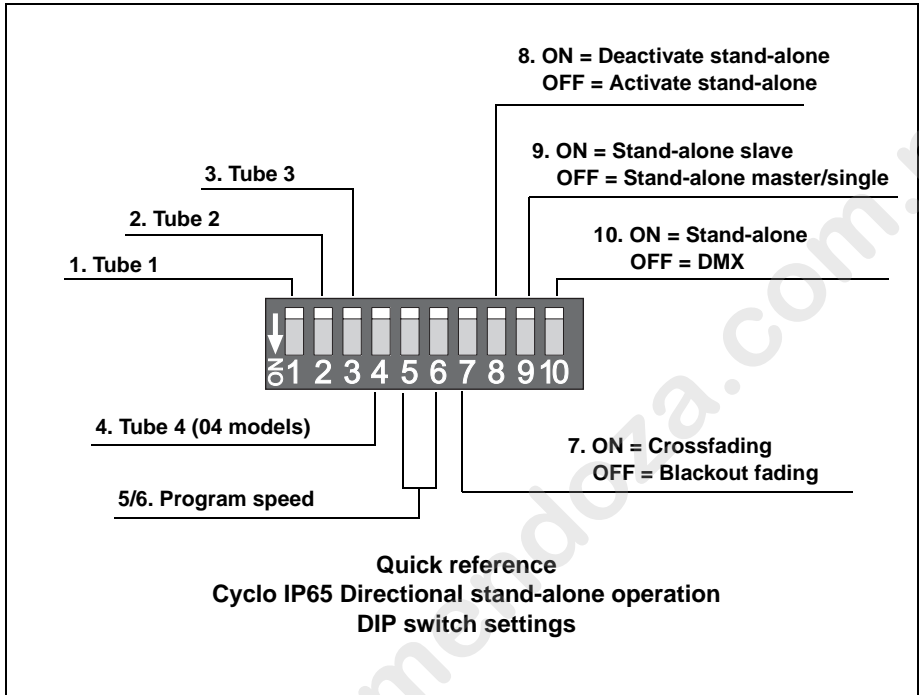 8. ON = Deactivate stand-alone
OFF = Activate stand-alone
9. ON = Stand-alone slave
OFF = Stand-alone master/single
3. Tube 3
2. Tube 2
10. ON = Stand-alone
OFF = DMX
1. Tube 1
ON
1 2 3 4 5 6 7 8 9 10
4. Tube 4 (04 models)
7. ON = Crossfading
OFF = Blackout fading
5/6. Program speed
Quick reference
Cyclo IP65 Directional stand-alone operation
DIP switch settings